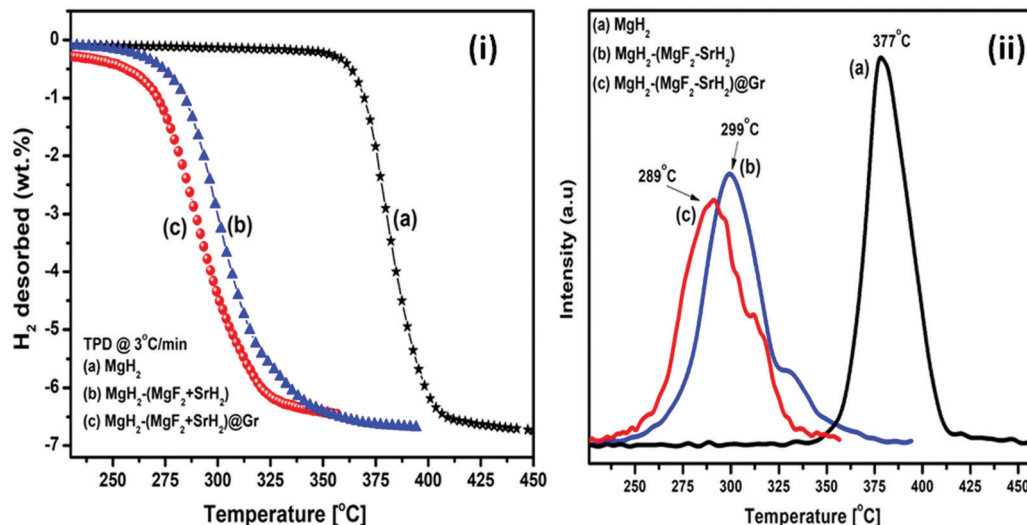 (i)
0
-1
-2
-3
-4
-5
-6
-7
H₂ desorbed (wt.%)
(a)
(b)
(c)
TPD @ 3°C/min
(a) MgH₂
(b) MgH₂-(MgF₂+SrH₂)
(c) MgH₂-(MgF₂+SrH₂)@Gr
250 275 300 325 350 375 400 425 450
Temperature [°C]
(ii)
(a) MgH₂
(b) MgH₂-(MgF₂-SrH₂)
(c) MgH₂-(MgF₂-SrH₂)@Gr
377°C
(a)
299°C
(b)
289°C
(c)
Intensity (a.u)
250 275 300 325 350 375 400 425 450
Temperature [°C]